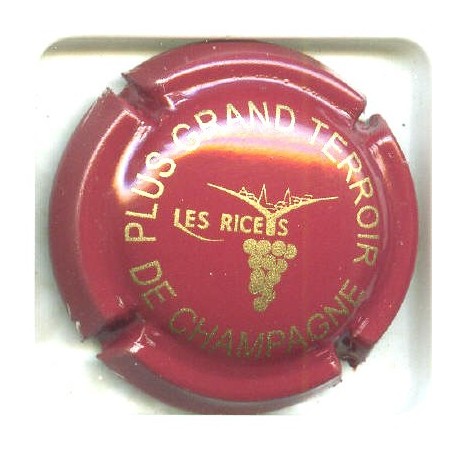 PLUS GRAND TERROIR
LES RICEYS
DE CHAMPAGNE